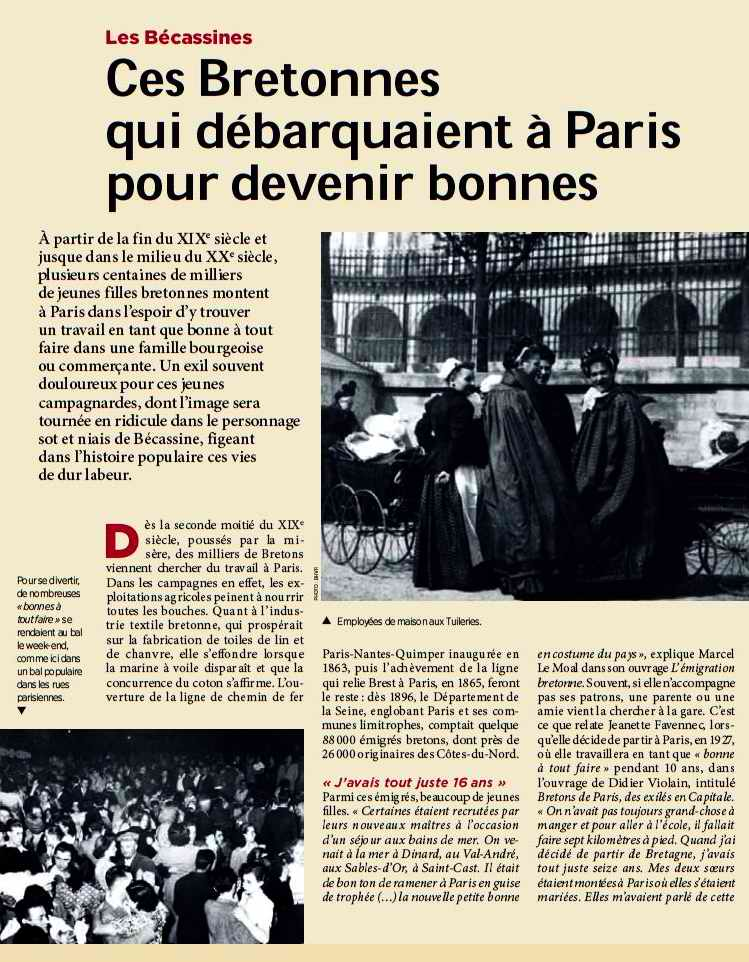 Les Bécassines
Ces Bretonnes
qui débarquaient à Paris
pour devenir bonnes
À partir de la fin du XIXe siècle et
jusque dans le milieu du XXe siècle,
plusieurs centaines de milliers
de jeunes filles bretonnes montent
à Paris dans l'espoir d'y trouver
un travail en tant que bonne à tout
faire dans une famille bourgeoise
ou commerçante. Un exil souvent
douloureux pour ces jeunes
campagnardes, dont l'image sera
tournée en ridicule dans le personnage
sot et niais de Bécassine, figeant
dans l'histoire populaire ces vies
de dur labeur.
Dès la seconde moitié du XIXe
siècle, poussés par la mi-
sère, des milliers de Bretons
viennent chercher du travail à Paris.
Dans les campagnes en effet, les ex-
ploitations agricoles peinent à nourrir
toutes les bouches. Quant à l'indus-
trie textile bretonne, qui prospérait
sur la fabrication de toiles de lin et
de chanvre, elle s'effondre lorsque
la marine à voile disparaît et que la
concurrence du coton s'affirme. L'ou-
verture de la ligne de chemin de fer
Pour se divertir,
de nombreuses
« bonnes à
tout faire » se
rendaient au bal
le week-end,
comme ici dans
un bal populaire
dans les rues
parisiennes.
▼
PHOTO : BNVP/
▲ Employées de maison aux Tuileries.
Paris-Nantes-Quimper inaugurée en
1863, puis l'achèvement de la ligne
qui relie Brest à Paris, en 1865, feront
le reste : dès 1896, le Département de
la Seine, englobant Paris et ses com-
munes limitrophes, comptait quelque
88 000 émigrés bretons, dont près de
26 000 originaires des Côtes-du-Nord.
« J'avais tout juste 16 ans »
Parmi ces émigrés, beaucoup de jeunes
filles. « Certaines étaient recrutées par
leurs nouveaux maîtres à l'occasion
d'un séjour aux bains de mer. On ve-
nait à la mer à Dinard, au Val-André,
aux Sables-d'Or, à Saint-Cast. Il était
de bon ton de ramener à Paris en guise
de trophée (…) la nouvelle petite bonne
en costume du pays », explique Marcel
Le Moal dans son ouvrage L'émigration
bretonne. Souvent, si elle n'accompagne
pas ses patrons, une parente ou une
amie vient la chercher à la gare. C'est
ce que relate Jeanette Favennec, lors-
qu'elle décide de partir à Paris, en 1927,
où elle travaillera en tant que « bonne
à tout faire » pendant 10 ans, dans
l'ouvrage de Didier Violain, intitulé
Bretons de Paris, des exilés en Capitale.
« On n'avait pas toujours grand-chose à
manger et pour aller à l'école, il fallait
faire sept kilomètres à pied. Quand j'ai
décidé de partir de Bretagne, j'avais
tout juste seize ans. Mes deux sœurs
étaient montées à Paris où elles s'étaient
mariées. Elles m'avaient parlé de cette